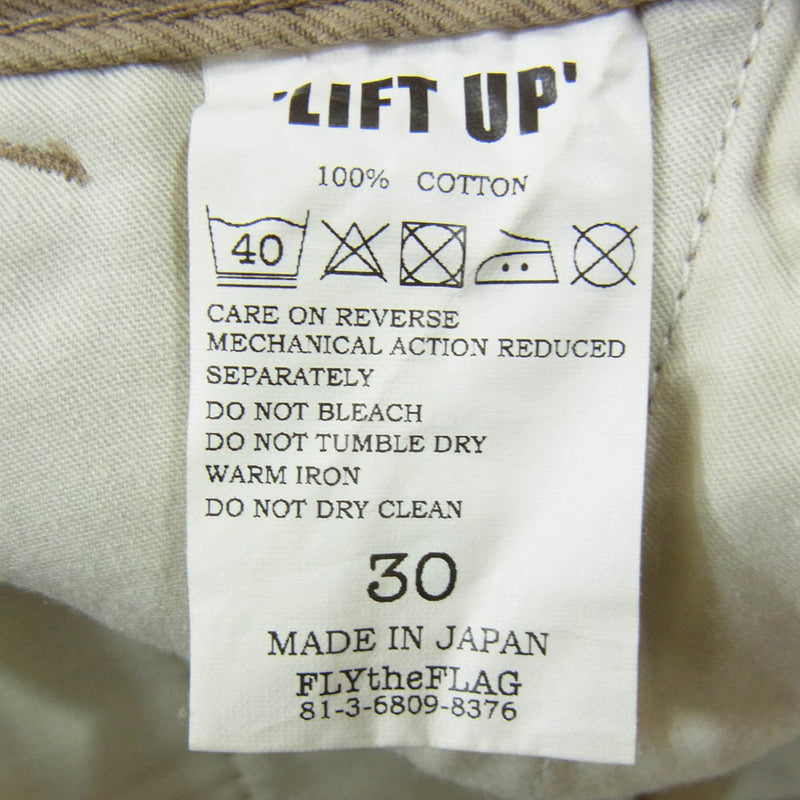 'LIFT UP'
100% COTTON
40
CARE ON REVERSE
MECHANICAL ACTION REDUCED
SEPARATELY
DO NOT BLEACH
DO NOT TUMBLE DRY
WARM IRON
DO NOT DRY CLEAN
30
MADE IN JAPAN
FLYtheFLAG
81-3-6809-8376